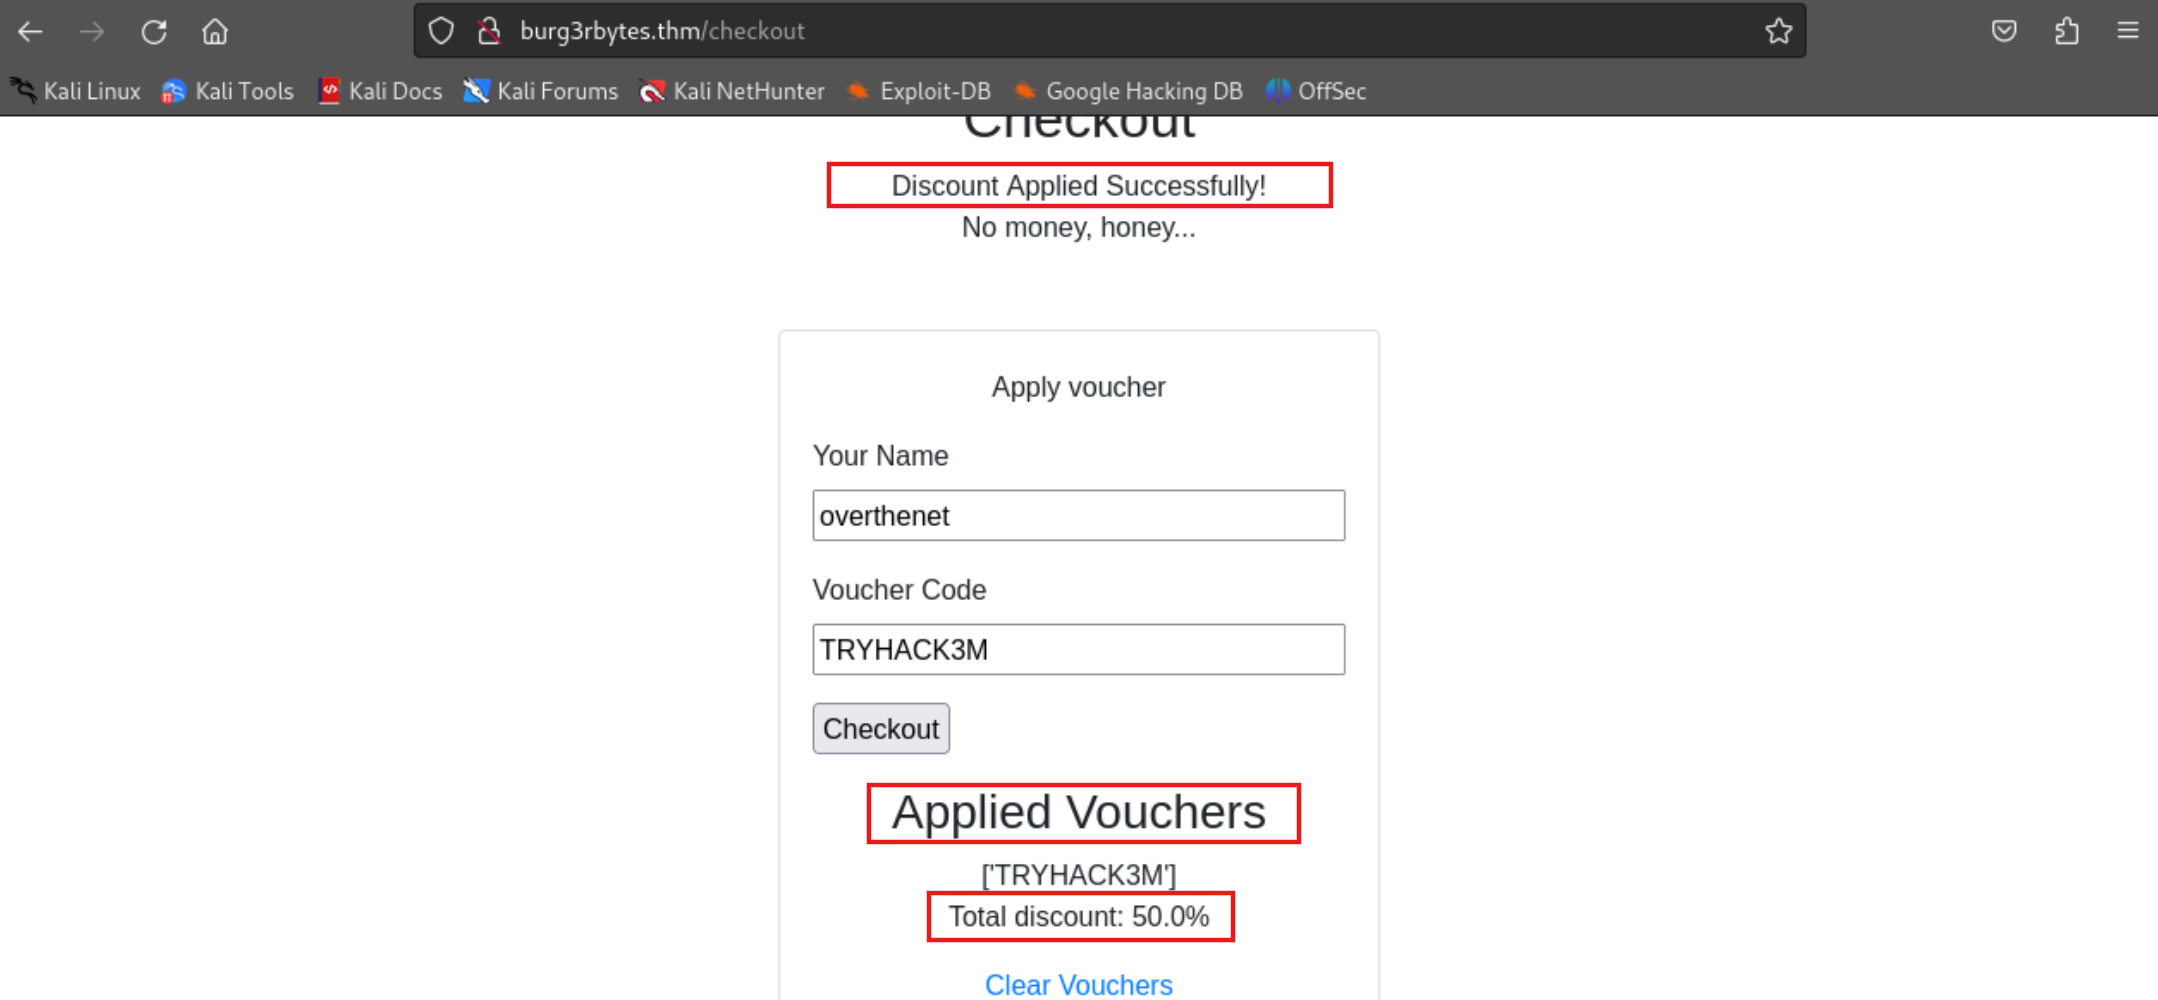 burg3rbytes.thm/checkout
Kali Linux Kali Tools Kali Docs Kali Forums Kali NetHunter Exploit-DB Google Hacking DB OffSec
Checkout
Discount Applied Successfully!
No money, honey...
Apply voucher
Your Name
overthenet
Voucher Code
TRYHACK3M
Checkout
Applied Vouchers
['TRYHACK3M']
Total discount: 50.0%
Clear Vouchers